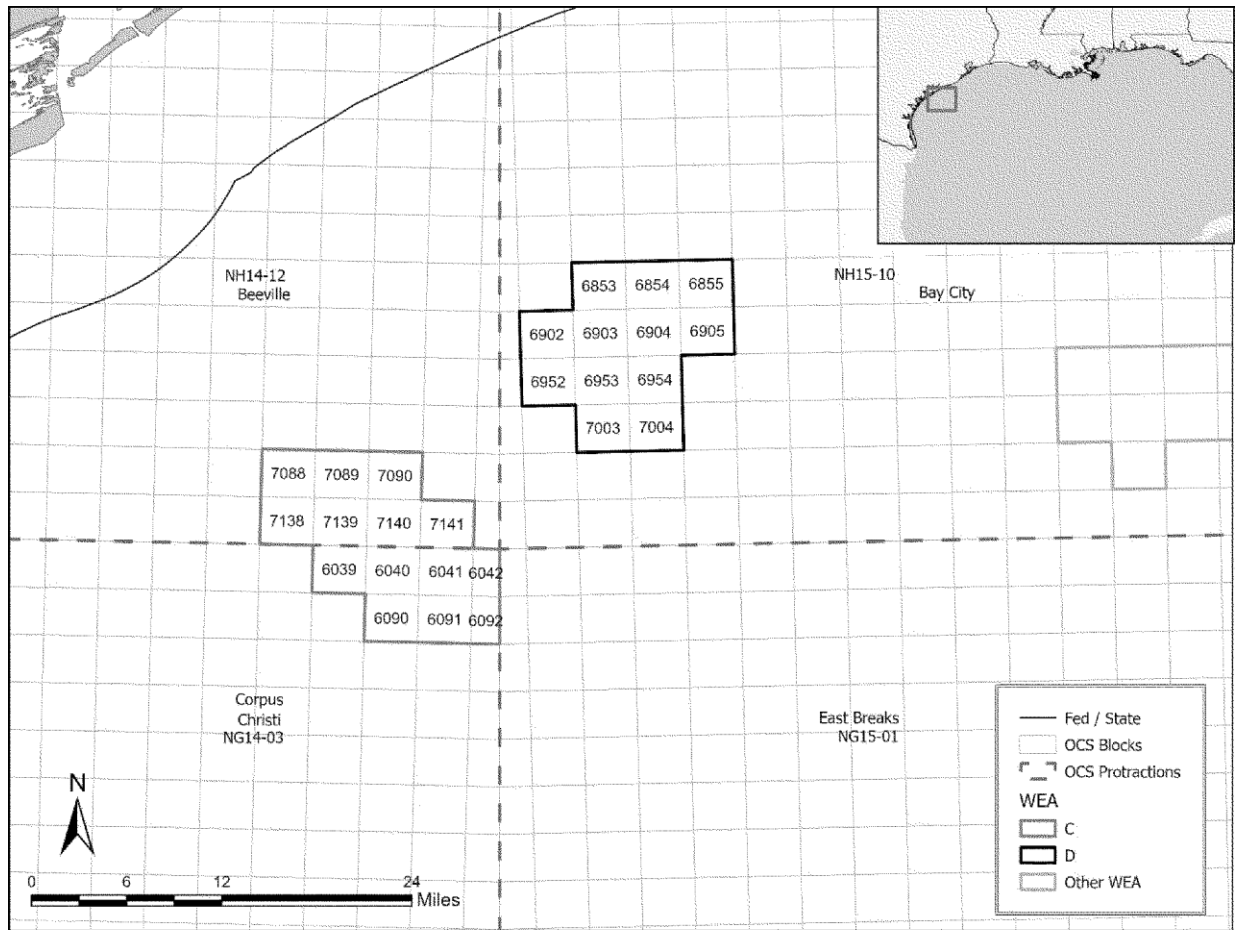 NH14-12
Beeville
NH15-10
Bay City
6853 6854 6855
6902 6903 6904 6905
6952 6953 6954
7003 7004
7088 7089 7090
7138 7139 7140 7141
6039 6040 6041 6042
6090 6091 6092
Corpus
Christi
NG14-03
East Breaks
NG15-01
N
0 6 12 24
Miles
Fed / State
OCS Blocks
OCS Protractions
WEA
C
D
Other WEA